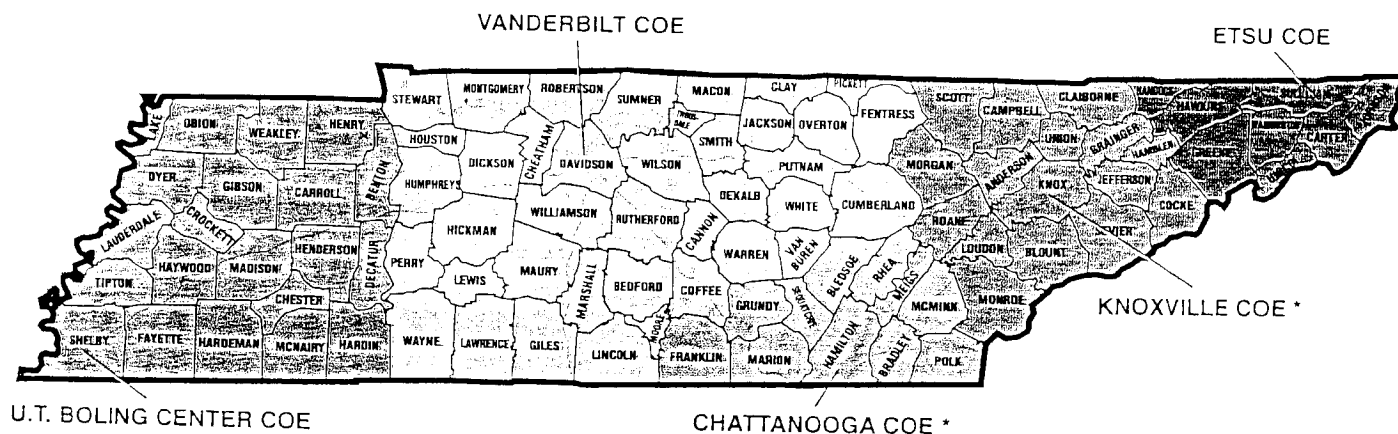 VANDERBILT COE
ETSU COE
STEWART
MONTGOMERY
ROBERTSON
SUMNER
MACON
CLAY
PICKETT
SCOTT
CAMPBELL
CLAIBORNE
HANCOCK
HAWKINS
SULLIVAN
LAKE
OBION
WEAKLEY
HENRY
HOUSTON
DICKSON
CHEATHAM
DAVIDSON
WILSON
SMITH
JACKSON
OVERTON
FENTRESS
MORGAN
ANDERSON
UNION
GRAINGER
HAMBLEN
GREENE
CARTER
DYER
GIBSON
CARROLL
BENTON
HUMPHREYS
WILLIAMSON
RUTHERFORD
CANNON
DEKALB
PUTNAM
WHITE
CUMBERLAND
ROANE
KNOX
JEFFERSON
COCKE
SEVIER
LAUDERDALE
CROCKETT
HENDERSON
DECATUR
PERRY
HICKMAN
LEWIS
MAURY
MARSHALL
BEDFORD
COFFEE
WARREN
VAN
BUREN
BLEDSOE
RHEA
MEIGS
LOUDON
BLOUNT
TIPTON
HAYWOOD
MADISON
CHESTER
GRUNDY
MCMINN
MONROE
KNOXVILLE COE *
SHELBY
FAYETTE
HARDEMAN
MCNAIRY
HARDIN
WAYNE
LAWRENCE
GILES
LINCOLN
MOORE
FRANKLIN
MARION
HAMILTON
BRADLEY
POLK
U.T. BOLING CENTER COE
CHATTANOOGA COE *